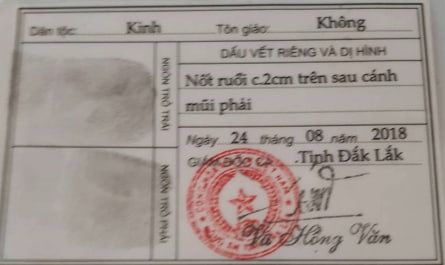 Dân tộc: Kinh Tôn giáo: Không
DẤU VẾT RIÊNG VÀ DỊ HÌNH
NGÓN TRỎ TRÁI
Nốt ruồi c.2cm trên sau cánh
mũi phải
Ngày 24 tháng 08 năm 2018
NGÓN TRỎ PHẢI
GIÁM ĐỐC CA .Tỉnh Đắk Lắk
Hồng Văn